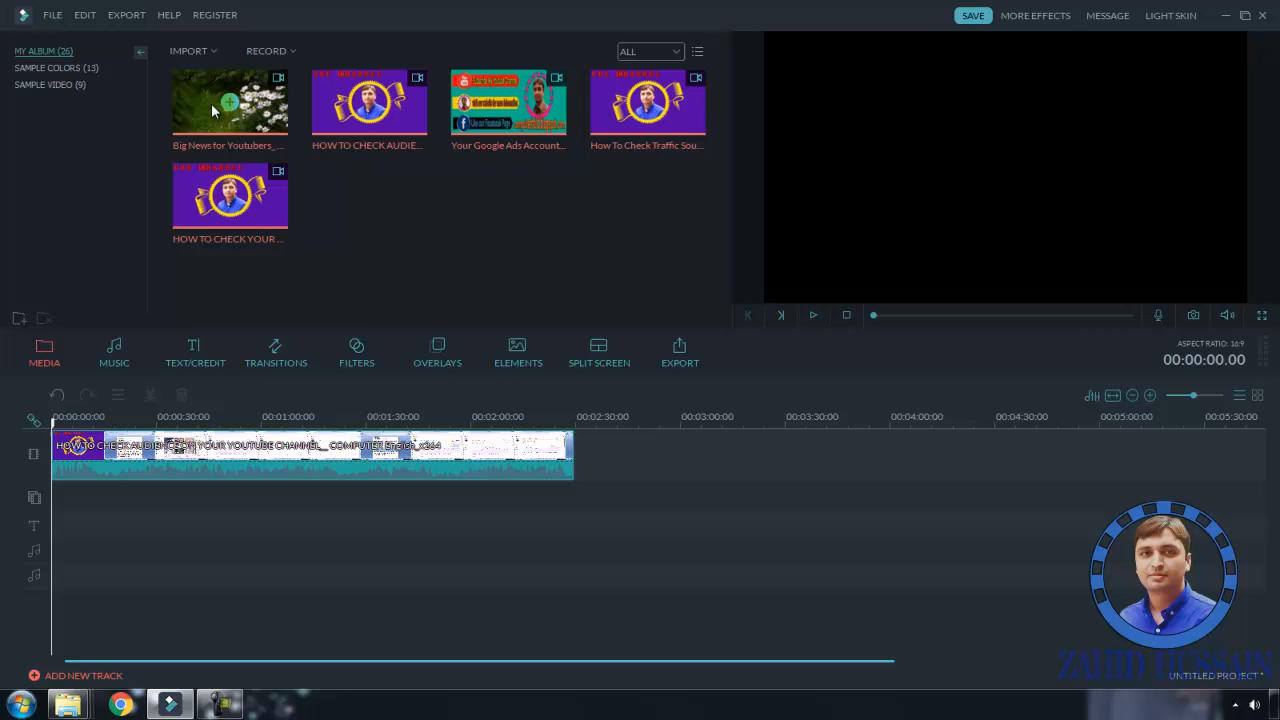 FILE EDIT EXPORT HELP REGISTER
SAVE MORE EFFECTS MESSAGE LIGHT SKIN
MY ALBUM (26)
SAMPLE COLORS (13)
SAMPLE VIDEO (9)
IMPORT RECORD
ALL
Big News for Youtubers_ ...
HOW TO CHECK AUDIE...
Your Google Ads Account...
How To Check Traffic Sou...
HOW TO CHECK YOUR ...
MEDIA MUSIC TEXT/CREDIT TRANSITIONS FILTERS OVERLAYS ELEMENTS SPLIT SCREEN EXPORT
ASPECT RATIO: 16:9
00:00:00.00
00:00:00:00 00:00:30:00 00:01:00:00 00:01:30:00 00:02:00:00 00:02:30:00 00:03:00:00 00:03:30:00 00:04:00:00 00:04:30:00 00:05:00:00 00:05:30:00
HOW TO CHECK AUDIENCE OF YOUR YOUTUBE CHANNEL__COMPUTER English_x264
ZAHID HUSSAIN
ADD NEW TRACK
UNTITLED PROJECT*